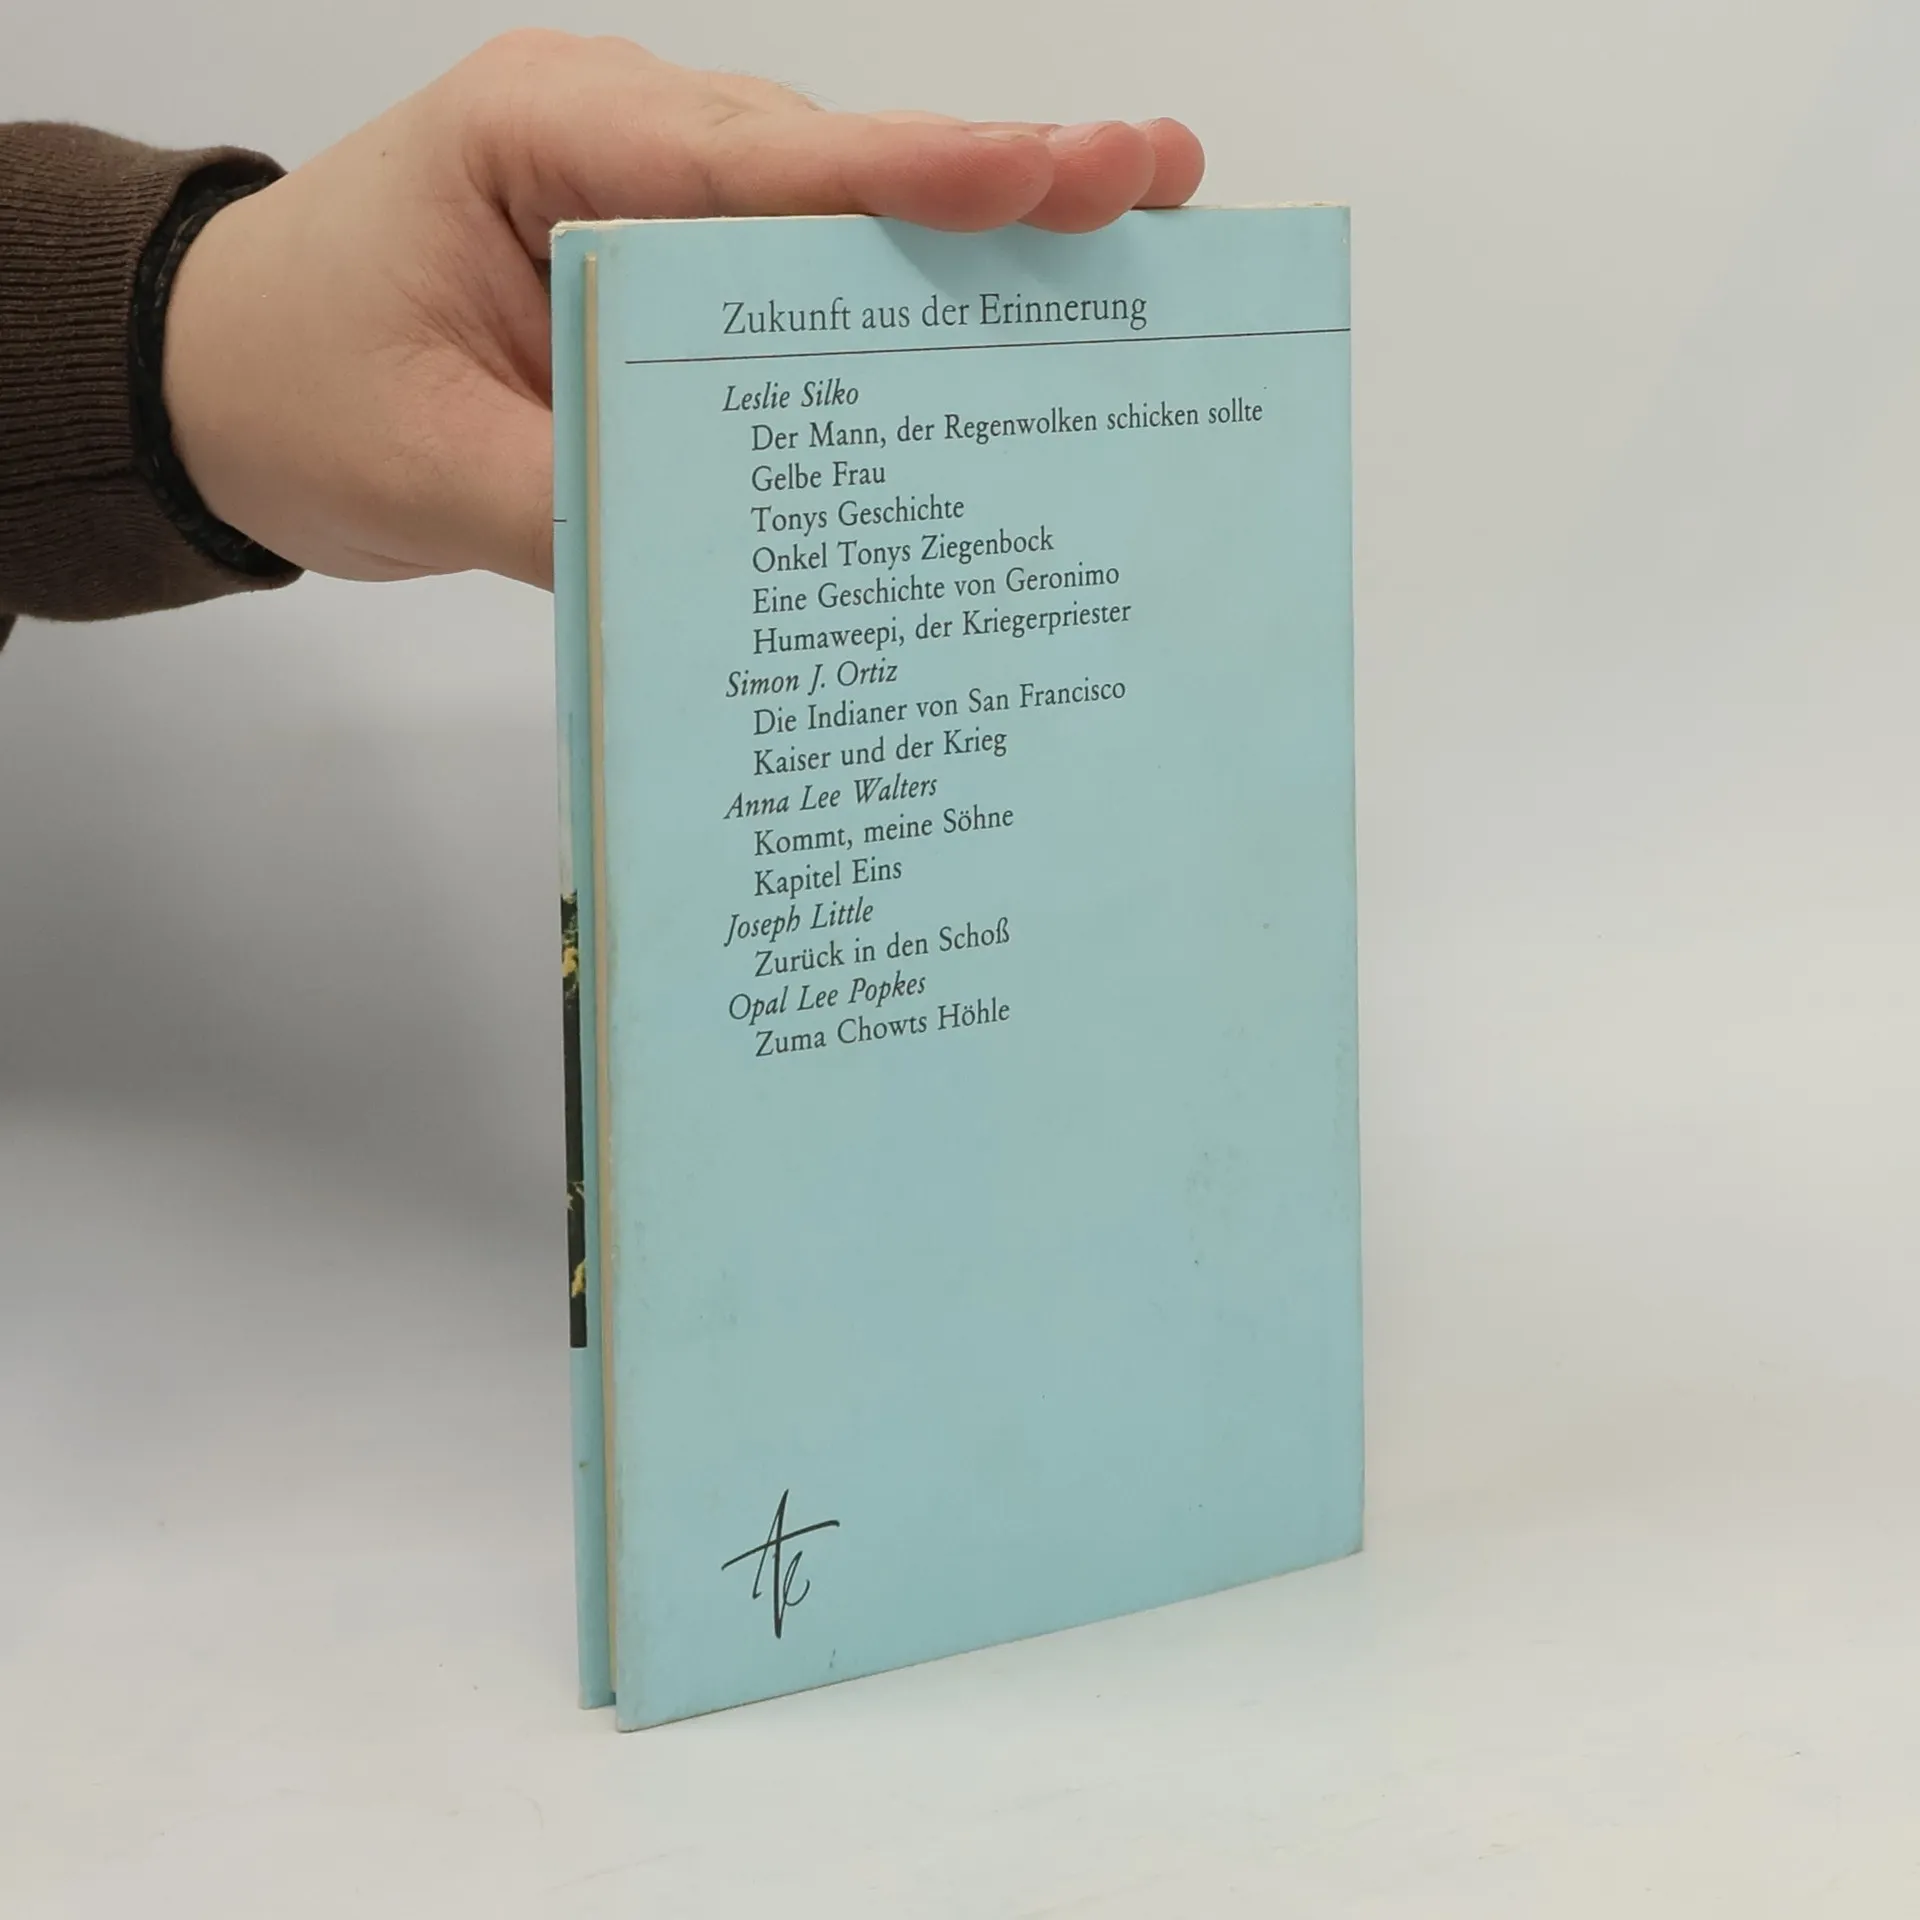 Zukunft aus der Erinnerung
Leslie Silko
Der Mann, der Regenwolken schicken sollte
Gelbe Frau
Tonys Geschichte
Onkel Tonys Ziegenbock
Eine Geschichte von Geronimo
Humaweepi, der Kriegerpriester
Simon J. Ortiz
Die Indianer von San Francisco
Kaiser und der Krieg
Anna Lee Walters
Kommt, meine Söhne
Kapitel Eins
Joseph Little
Zurück in den Schoß
Opal Lee Popkes
Zuma Chowts Höhle